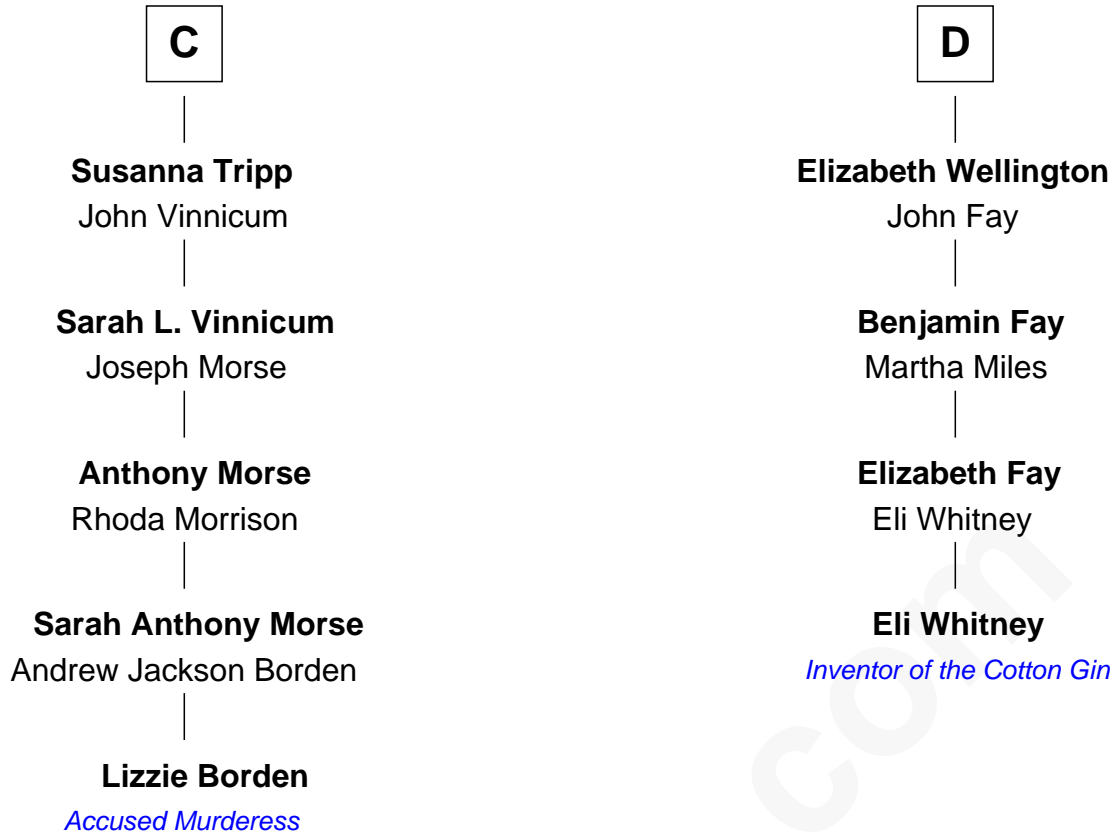 C
Susanna Tripp
John Vinnicum
Sarah L. Vinnicum
Joseph Morse
Anthony Morse
Rhoda Morrison
Sarah Anthony Morse
Andrew Jackson Borden
Lizzie Borden
Accused Murderess
D
Elizabeth Wellington
John Fay
Benjamin Fay
Martha Miles
Elizabeth Fay
Eli Whitney
Eli Whitney
Inventor of the Cotton Gin
com